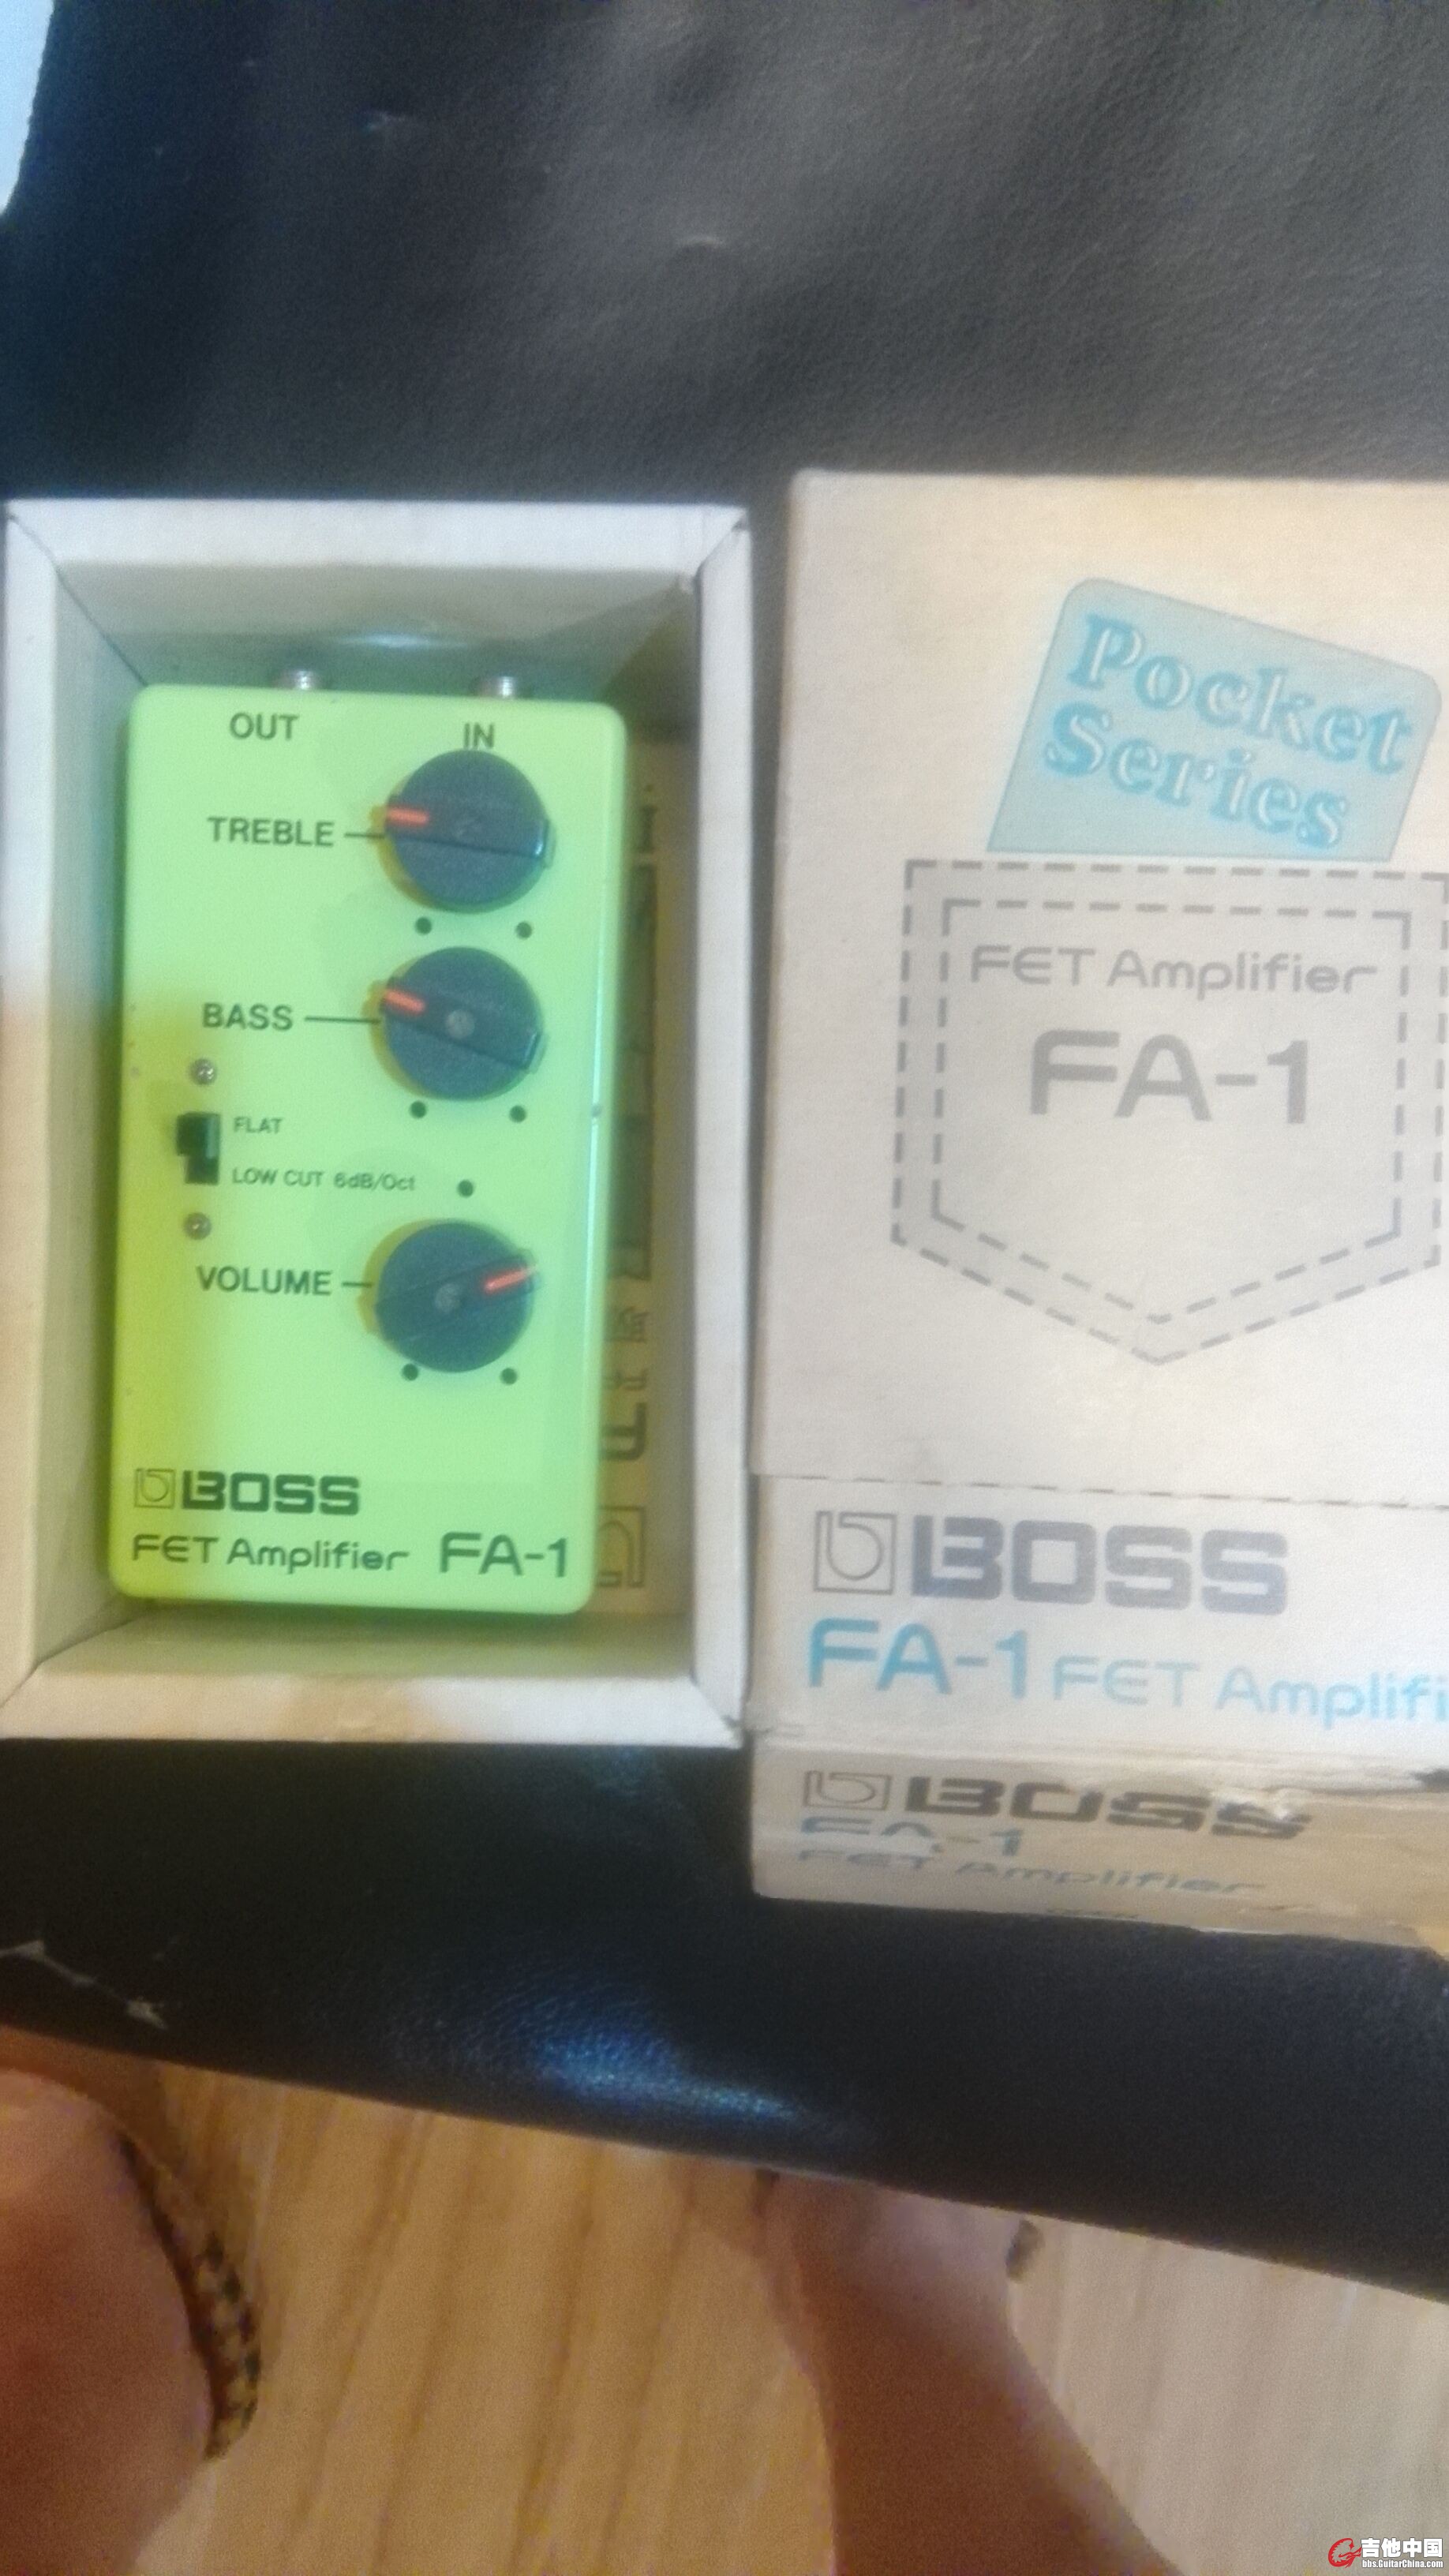 OUT
IN
TREBLE
BASS
FLAT
LOW CUT 6dB/Oct
VOLUME
BOSS
FET Amplifier FA-1
Pocket
Series
FET Amplifier
FA-1
BOSS
FA-1 FET Amplifi
BOSS
FA-1
FET Amplifier
吉他中国
bbs.GuitarChina.com